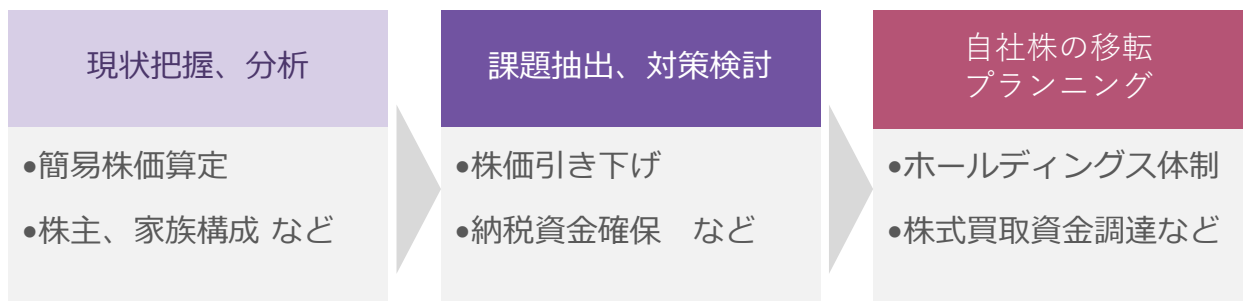 現状把握、分析
•簡易株価算定
•株主、家族構成 など
課題抽出、対策検討
•株価引き下げ
•納税資金確保　など
自社株の移転
プランニング
•ホールディングス体制
•株式買取資金調達など